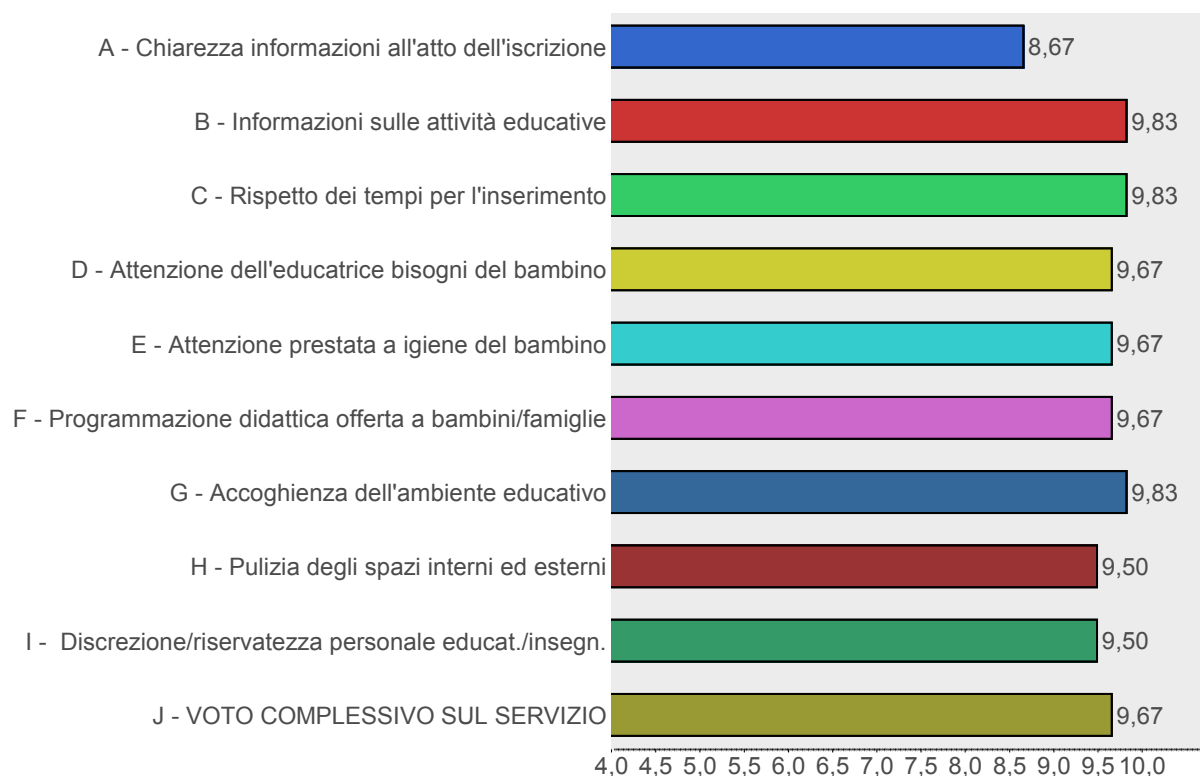 A - Chiarezza informazioni all'atto dell'iscrizione 8,67
B - Informazioni sulle attività educative 9,83
C - Rispetto dei tempi per l'inserimento 9,83
D - Attenzione dell'educatrice bisogni del bambino 9,67
E - Attenzione prestata a igiene del bambino 9,67
F - Programmazione didattica offerta a bambini/famiglie 9,67
G - Accoghienza dell'ambiente educativo 9,83
H - Pulizia degli spazi interni ed esterni 9,50
I -  Discrezione/riservatezza personale educat./insegn. 9,50
J - VOTO COMPLESSIVO SUL SERVIZIO 9,67
4,0 4,5 5,0 5,5 6,0 6,5 7,0 7,5 8,0 8,5 9,0 9,5 10,0